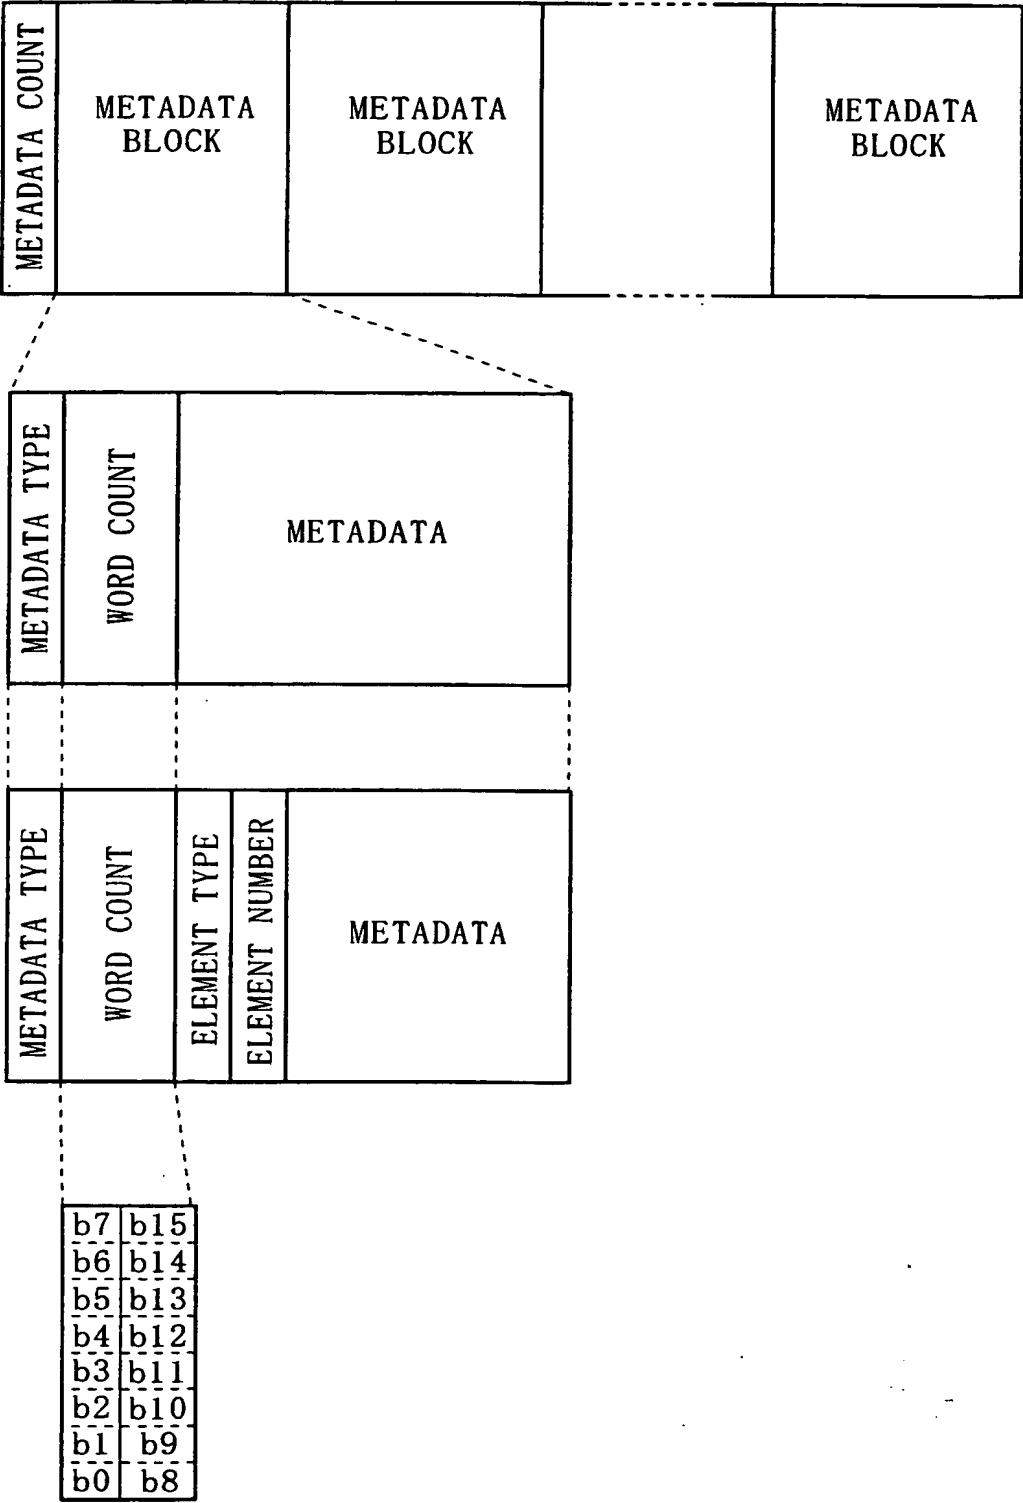 METADATA COUNT
METADATA
BLOCK
METADATA
BLOCK
METADATA
BLOCK
METADATA TYPE
WORD COUNT
METADATA
METADATA TYPE
WORD COUNT
ELEMENT TYPE
ELEMENT NUMBER
METADATA
b7 b15
b6 b14
b5 b13
b4 b12
b3 b11
b2 b10
b1 b9
b0 b8